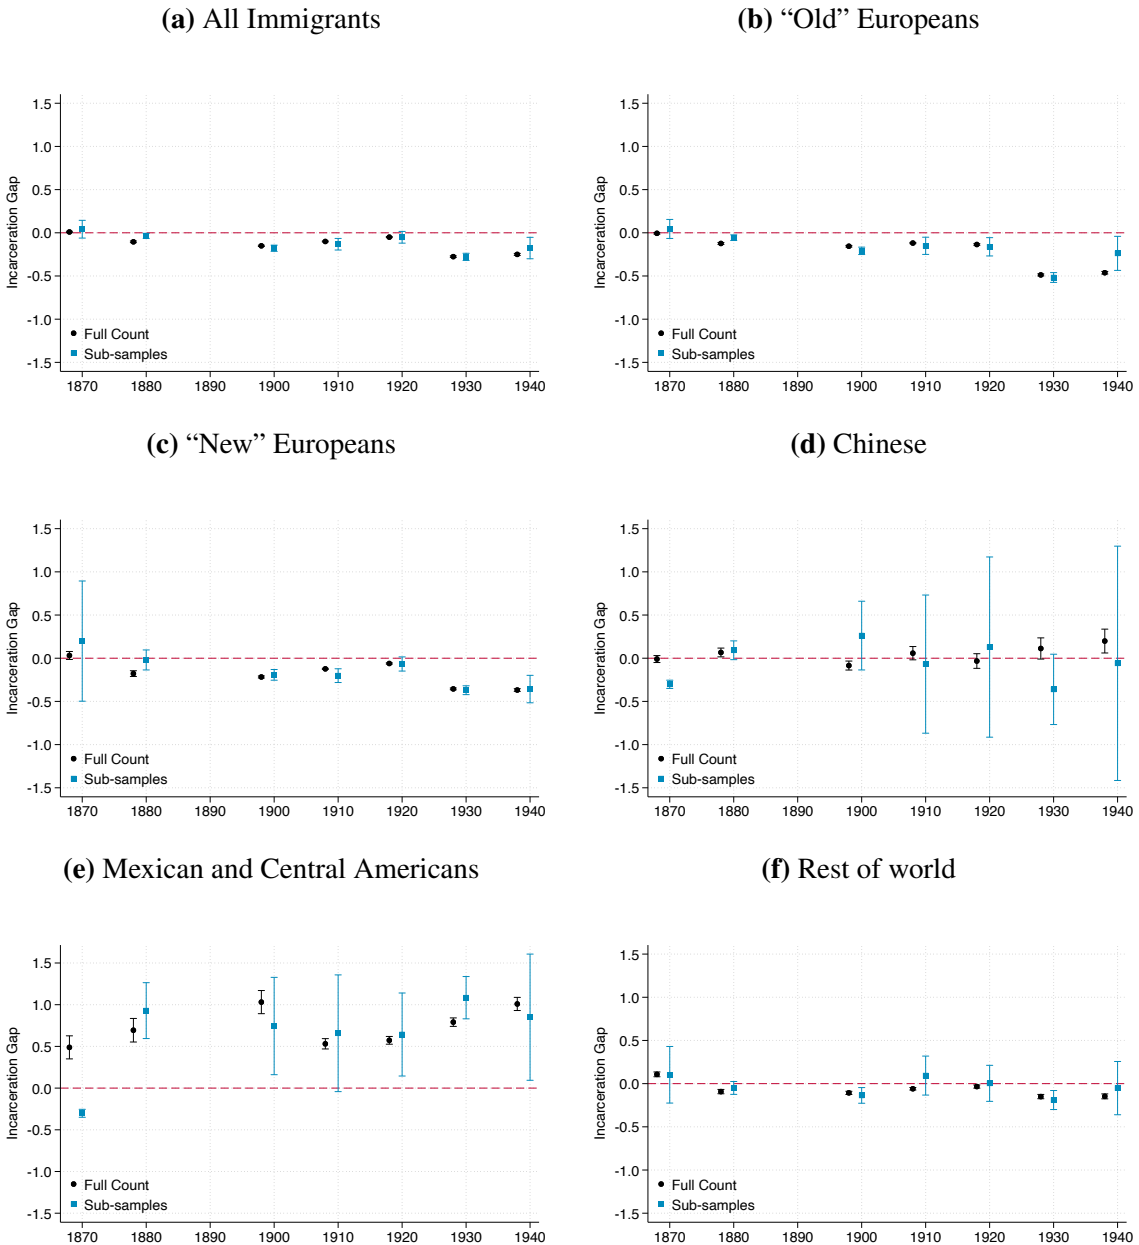 (a) All Immigrants
Incarceration Gap
1.5
1.0
0.5
0.0
-0.5
-1.0
-1.5
Full Count
Sub-samples
1870 1880 1890 1900 1910 1920 1930 1940
(b) “Old” Europeans
Incarceration Gap
1.5
1.0
0.5
0.0
-0.5
-1.0
-1.5
Full Count
Sub-samples
1870 1880 1890 1900 1910 1920 1930 1940
(c) “New” Europeans
Incarceration Gap
1.5
1.0
0.5
0.0
-0.5
-1.0
-1.5
Full Count
Sub-samples
1870 1880 1890 1900 1910 1920 1930 1940
(d) Chinese
Incarceration Gap
1.5
1.0
0.5
0.0
-0.5
-1.0
-1.5
Full Count
Sub-samples
1870 1880 1890 1900 1910 1920 1930 1940
(e) Mexican and Central Americans
Incarceration Gap
1.5
1.0
0.5
0.0
-0.5
-1.0
-1.5
Full Count
Sub-samples
1870 1880 1890 1900 1910 1920 1930 1940
(f) Rest of world
Incarceration Gap
1.5
1.0
0.5
0.0
-0.5
-1.0
-1.5
Full Count
Sub-samples
1870 1880 1890 1900 1910 1920 1930 1940